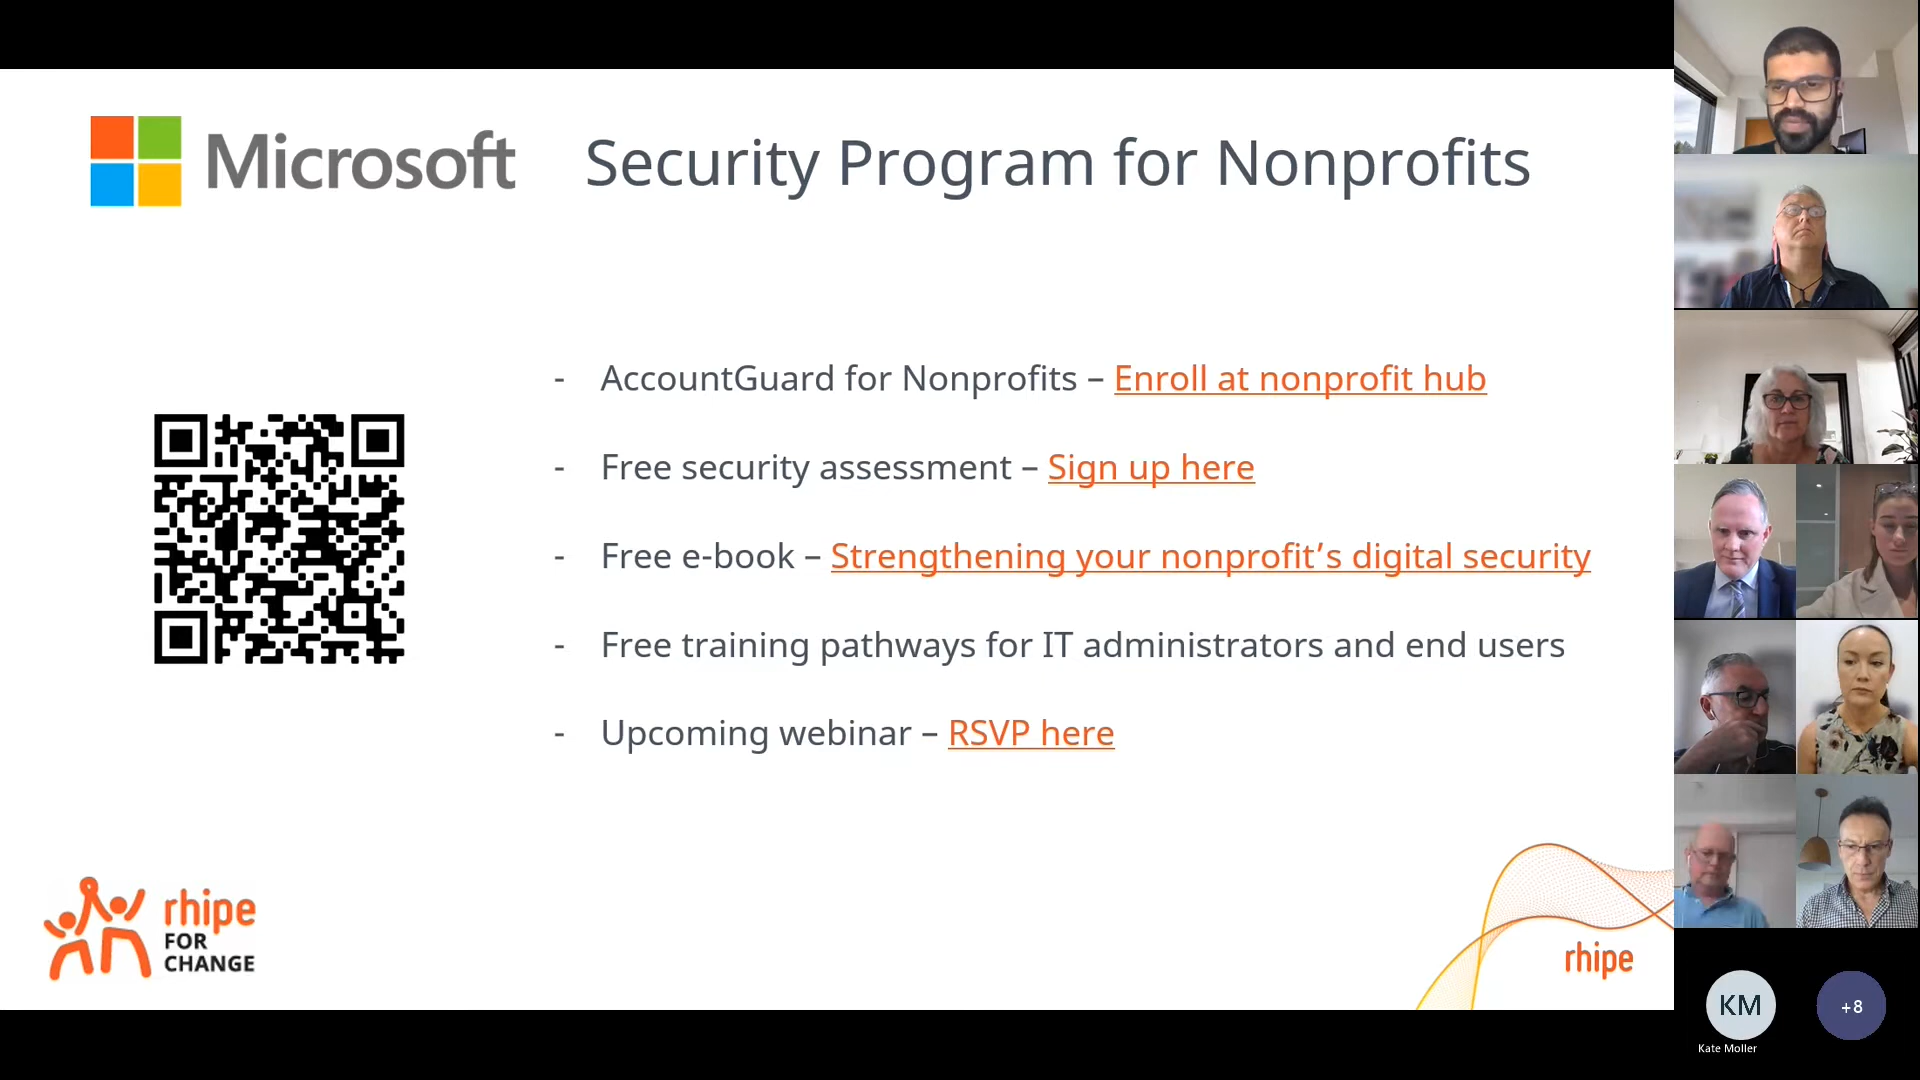 Microsoft
Security Program for Nonprofits
- AccountGuard for Nonprofits – Enroll at nonprofit hub
- Free security assessment – Sign up here
- Free e-book – Strengthening your nonprofit’s digital security
- Free training pathways for IT administrators and end users
- Upcoming webinar – RSVP here
rhipe
FOR
CHANGE
rhipe
KM
+8
Kate Moller